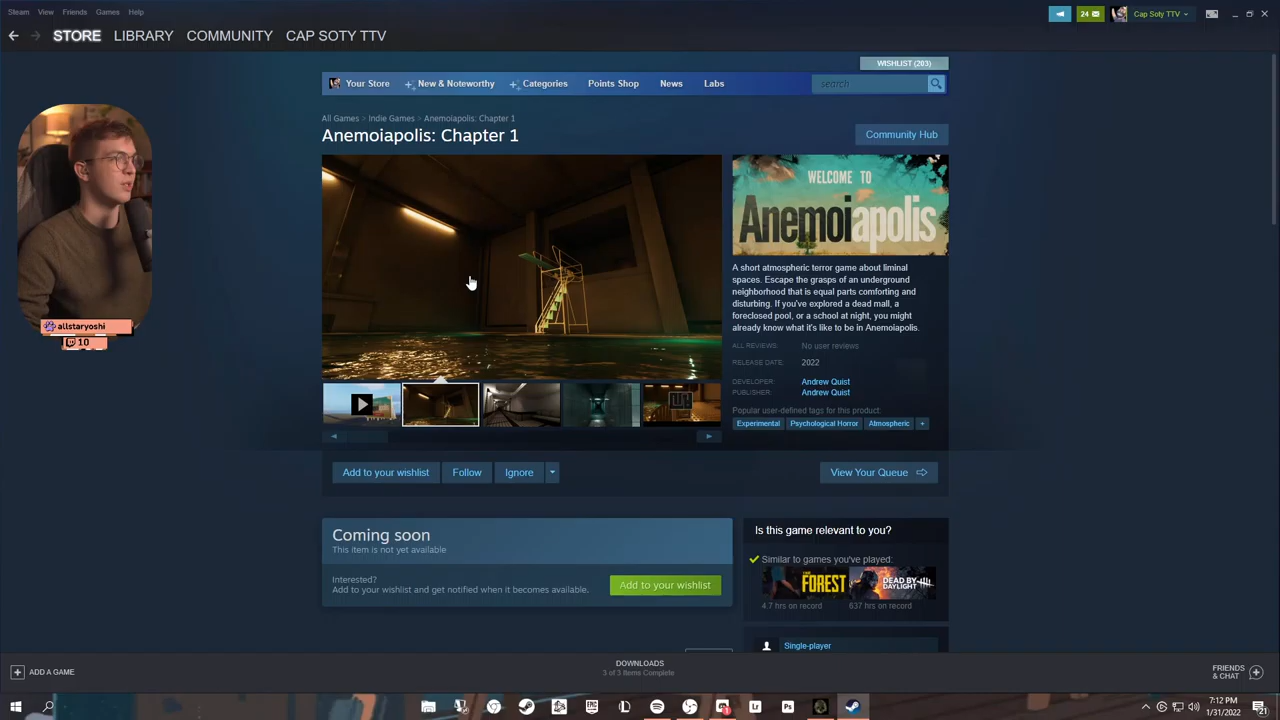 Steam View Friends Games Help
24 Cap Soty TTV
STORE LIBRARY COMMUNITY CAP SOTY TTV
WISHLIST (203)
Your Store New & Noteworthy Categories Points Shop News Labs search
All Games > Indie Games > Anemoiapolis: Chapter 1
Anemoiapolis: Chapter 1
Community Hub
WELCOME TO
Anemoiapolis
A short atmospheric terror game about liminal
spaces. Escape the grasps of an underground
neighborhood that is equal parts comforting and
disturbing. If you've explored a dead mall, a
foreclosed pool, or a school at night, you might
already know what it's like to be in Anemoiapolis.
ALL REVIEWS: No user reviews
RELEASE DATE: 2022
DEVELOPER: Andrew Quist
PUBLISHER: Andrew Quist
Popular user-defined tags for this product:
Experimental Psychological Horror Atmospheric +
allstaryoshi
10
Add to your wishlist Follow Ignore
View Your Queue
Coming soon
This item is not yet available
Interested?
Add to your wishlist and get notified when it becomes available.
Add to your wishlist
Is this game relevant to you?
Similar to games you've played:
FOREST DEAD BY DAYLIGHT
4.7 hrs on record 637 hrs on record
Single-player
ADD A GAME
DOWNLOADS
3 of 3 Items Complete
FRIENDS
& CHAT
EPIC Lr Ps
7:12 PM
1/31/2022